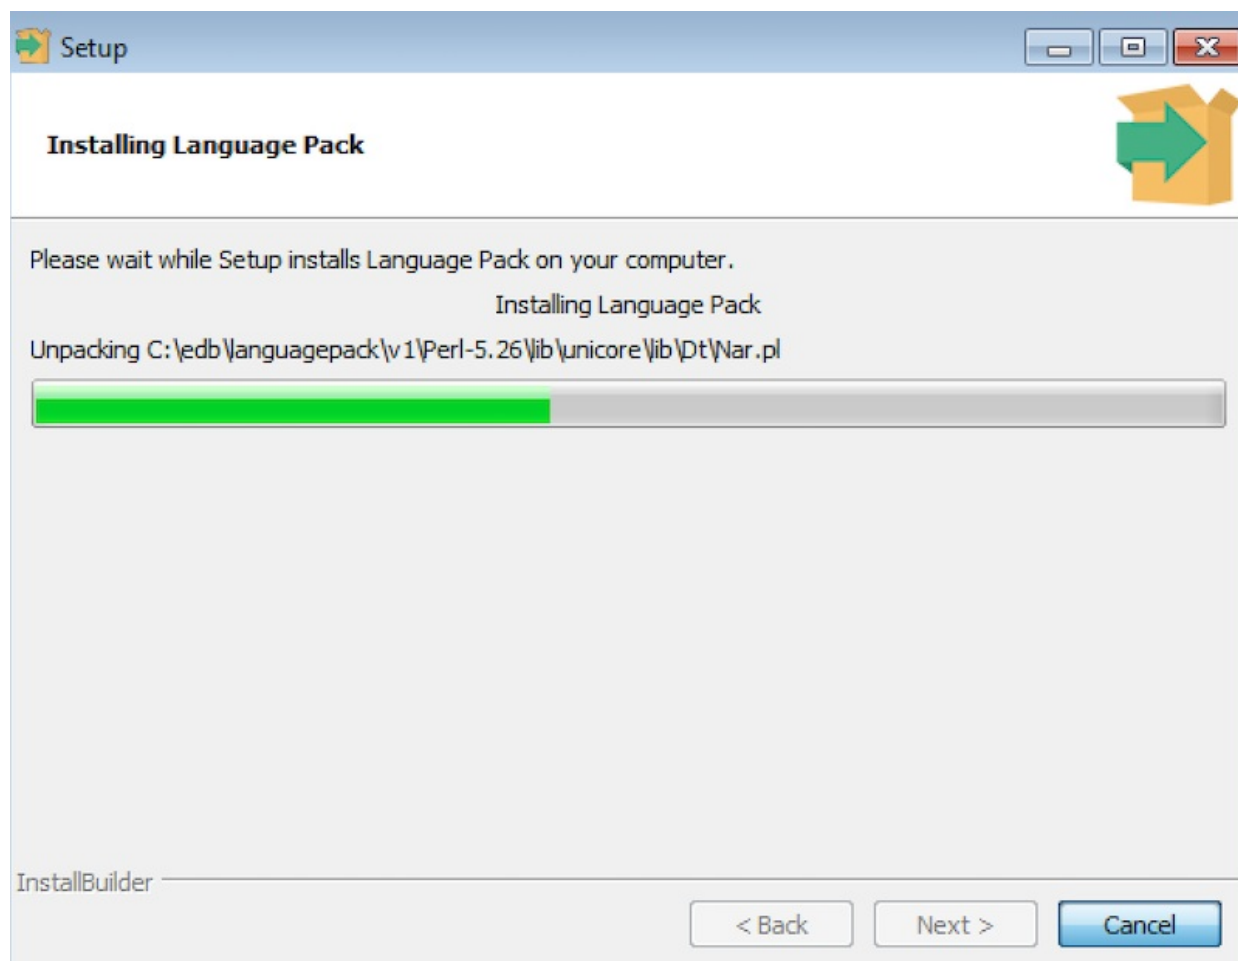 Setup
Installing Language Pack
Please wait while Setup installs Language Pack on your computer.
Installing Language Pack
Unpacking C:\edb\languagepack\v1\Perl-5.26\lib\unicore\lib\Dt\Nar.pl
InstallBuilder
< Back Next > Cancel